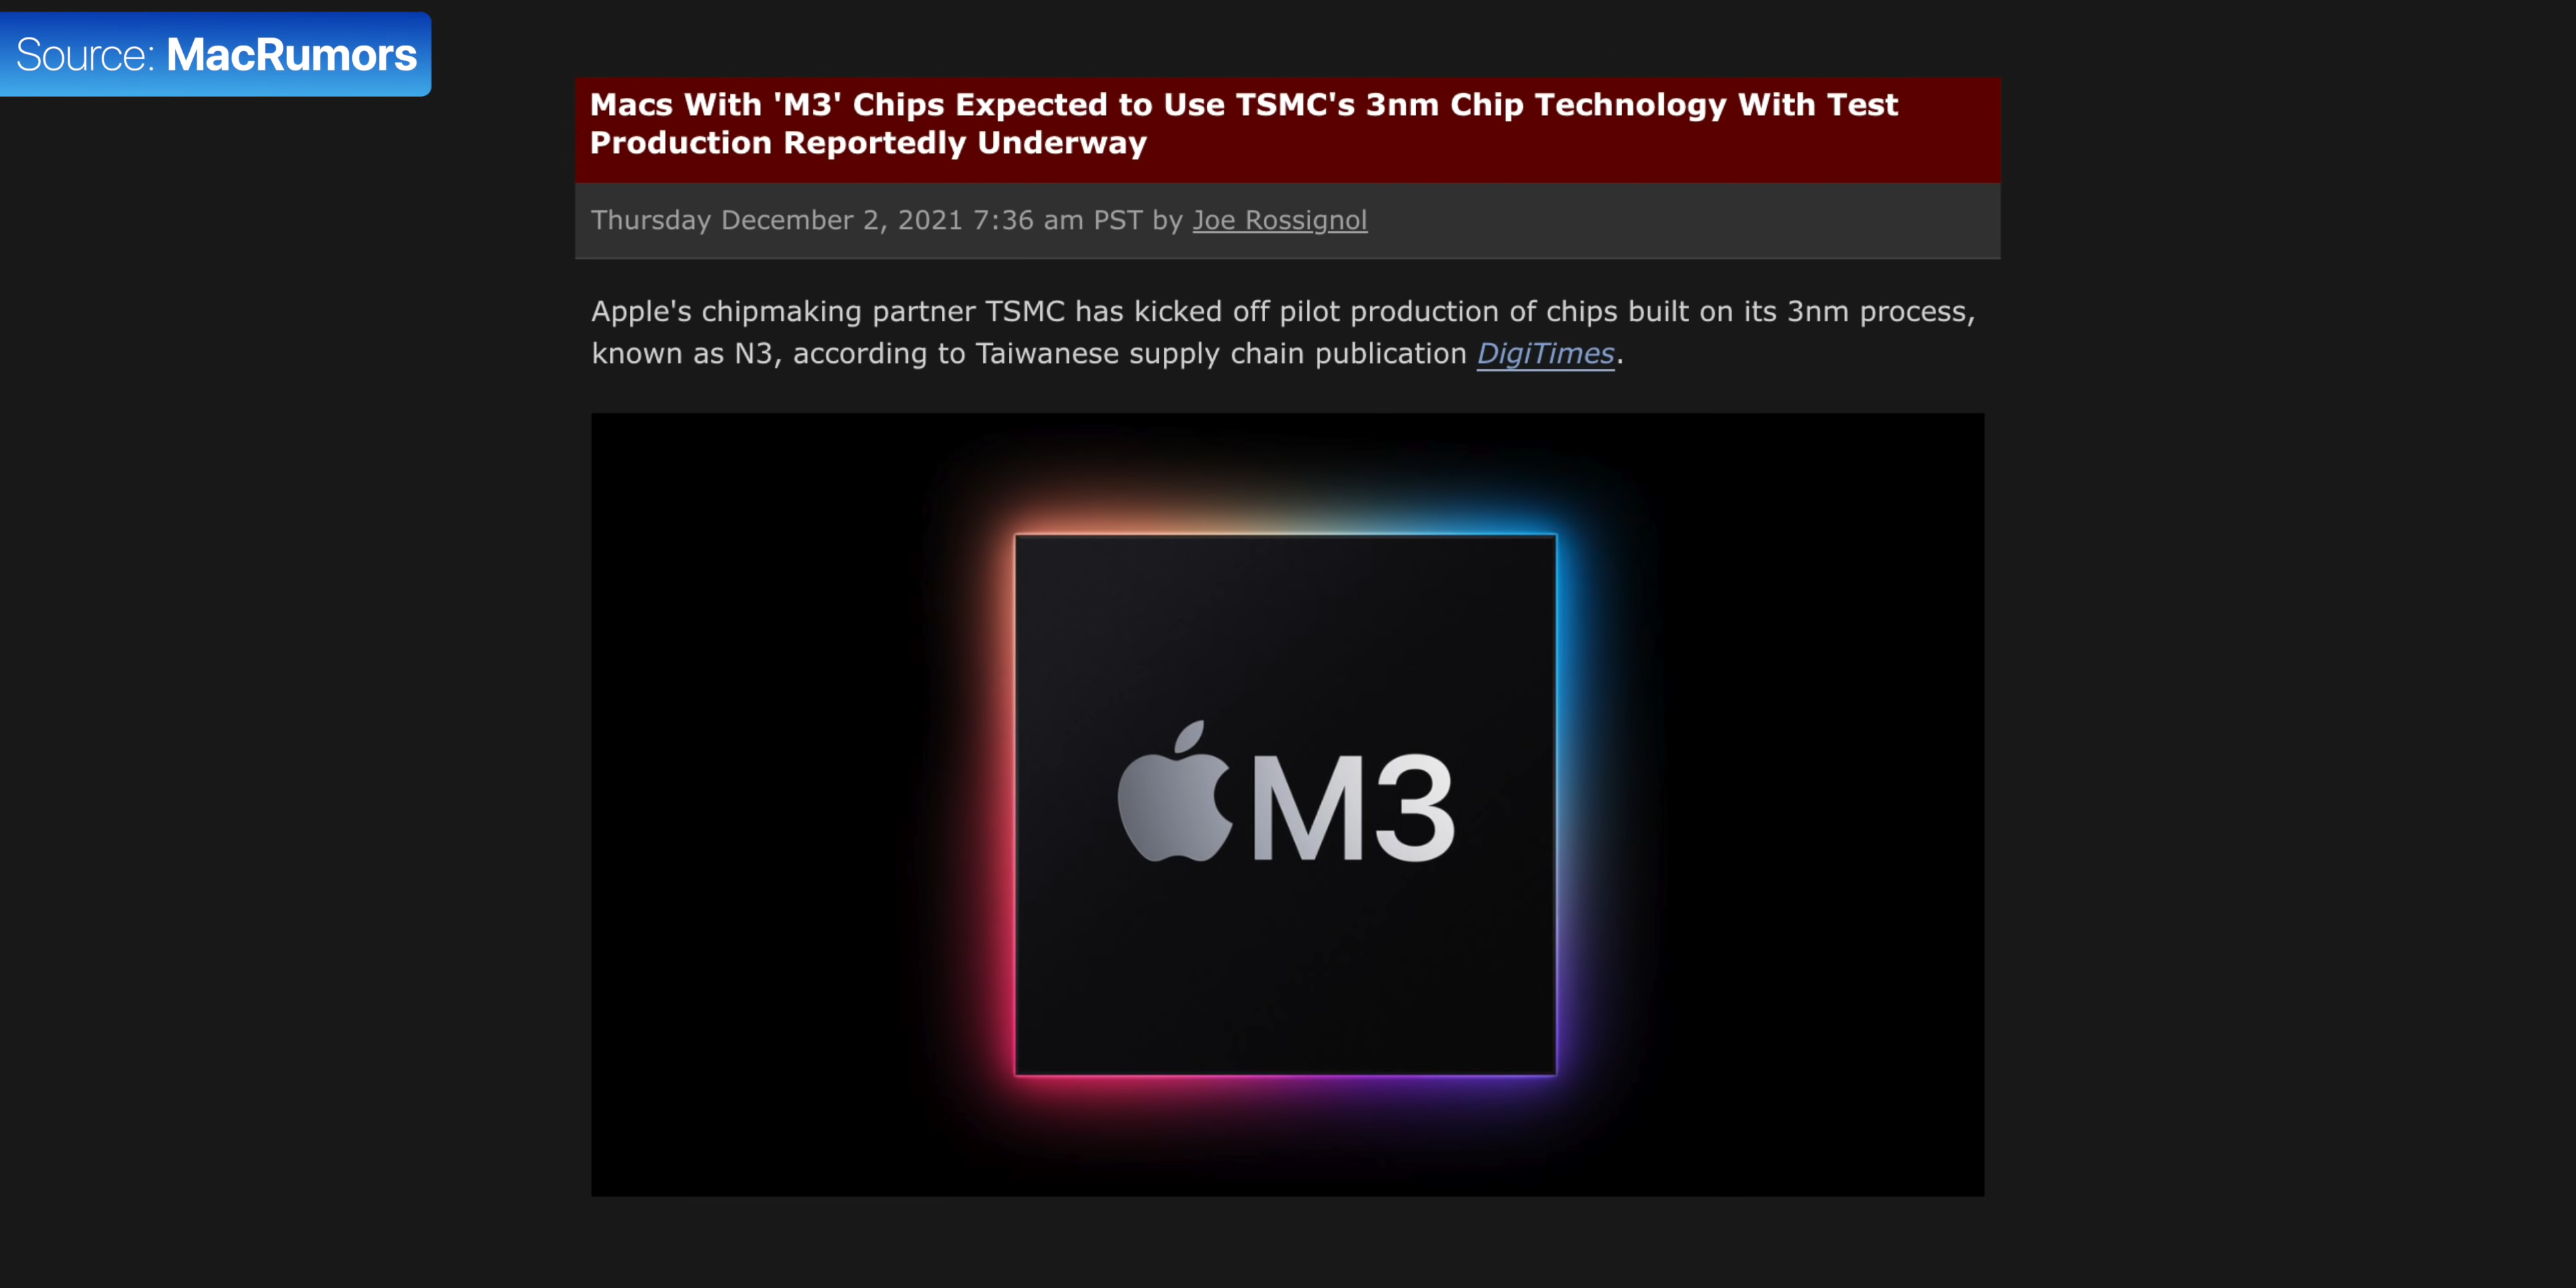 Source: MacRumors
Macs With 'M3' Chips Expected to Use TSMC's 3nm Chip Technology With Test
Production Reportedly Underway
Thursday December 2, 2021 7:36 am PST by Joe Rossignol
Apple's chipmaking partner TSMC has kicked off pilot production of chips built on its 3nm process,
known as N3, according to Taiwanese supply chain publication DigiTimes.
M3